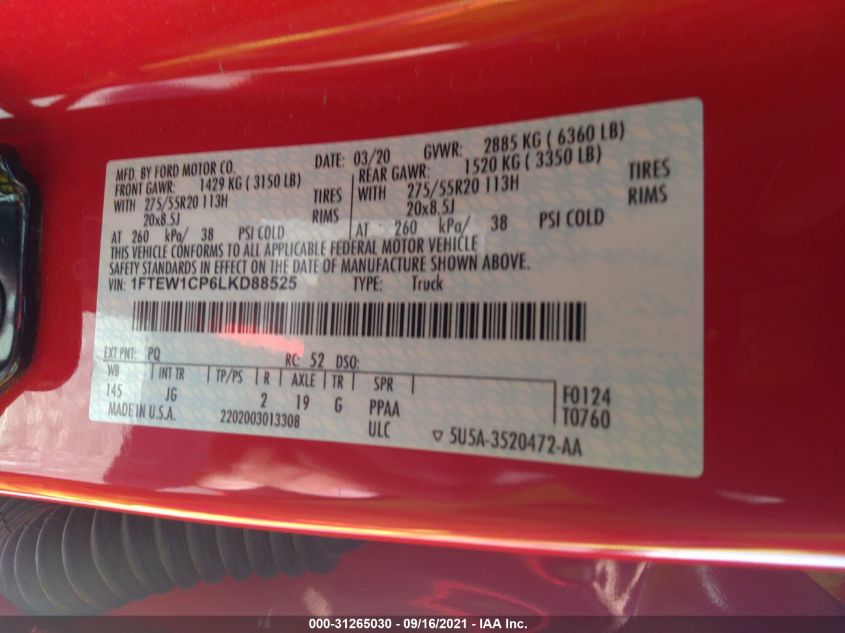 MFD. BY FORD MOTOR CO. DATE: 03/20 GVWR: 2885 KG ( 6360 LB)
FRONT GAWR: 1429 KG ( 3150 LB) REAR GAWR: 1520 KG ( 3350 LB)
WITH 275/55R20 113H TIRES WITH 275/55R20 113H TIRES
20x8.5J RIMS 20x8.5J RIMS
AT 260 kPa/ 38 PSI COLD AT 260 kPa/ 38 PSI COLD
THIS VEHICLE CONFORMS TO ALL APPLICABLE FEDERAL MOTOR VEHICLE
SAFETY STANDARDS IN EFFECT ON THE DATE OF MANUFACTURE SHOWN ABOVE.
VIN: 1FTEW1CP6LKD88525 TYPE: Truck
EXT PNT: PQ RC: 52 DSO:
WB INT TR TP/PS R AXLE TR SPR
145 JG 2 19 G PPAA F0124
MADE IN U.S.A. 2202003013308 ULC T0760
▽ 5U5A-3520472-AA
000-31265030 - 09/16/2021 - IAA Inc.